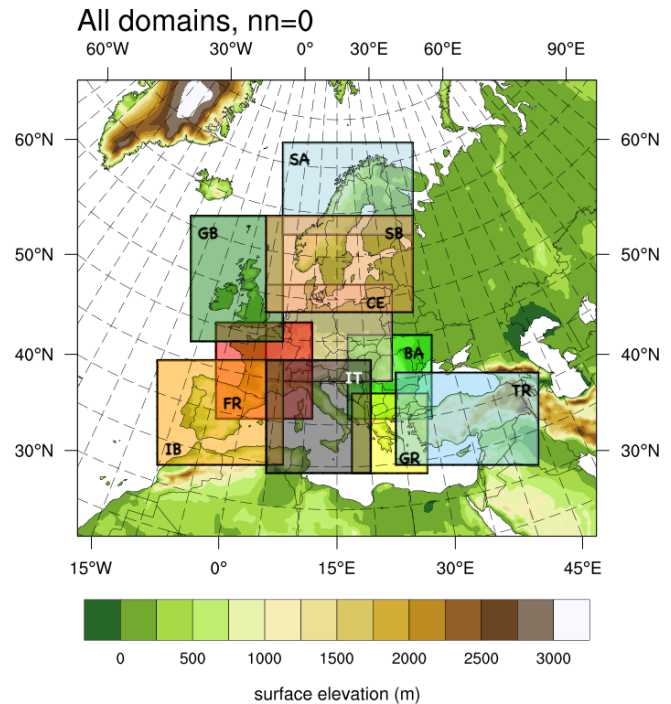 All domains, nn=0
60°W 30°W 0° 30°E 60°E 90°E
60°N 60°N
SA
GB SB
50°N 50°N
CE
40°N BA 40°N
IT
FR TR
30°N IB GR 30°N
15°W 0° 15°E 30°E 45°E
0 500 1000 1500 2000 2500 3000
surface elevation (m)